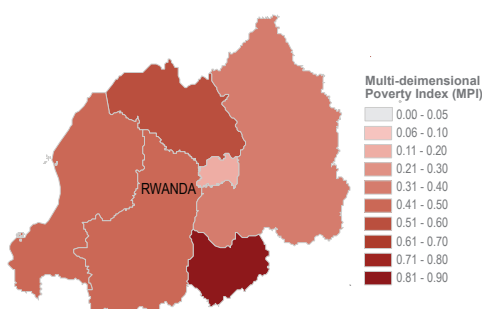 RWANDA
Multi-deimensional
Poverty Index (MPI)
0.00 - 0.05
0.06 - 0.10
0.11 - 0.20
0.21 - 0.30
0.31 - 0.40
0.41 - 0.50
0.51 - 0.60
0.61 - 0.70
0.71 - 0.80
0.81 - 0.90